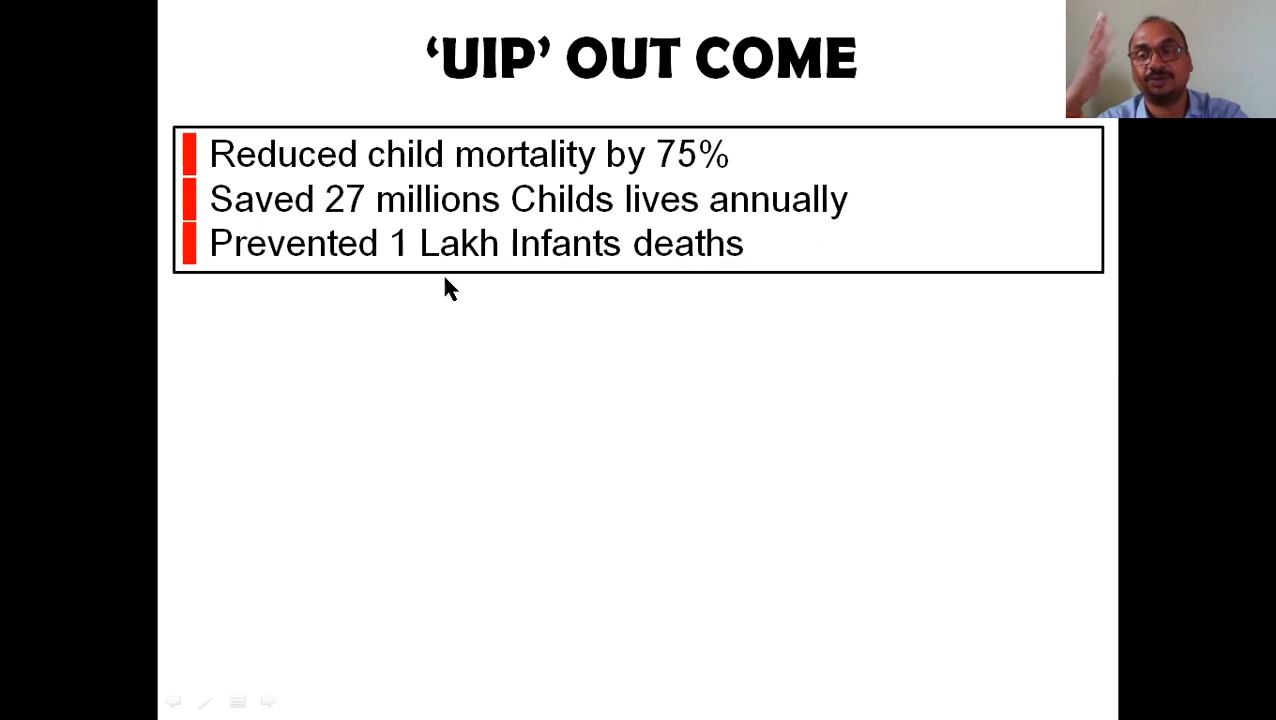 ‘UIP’ OUT COME
Reduced child mortality by 75%
Saved 27 millions Childs lives annually
Prevented 1 Lakh Infants deaths